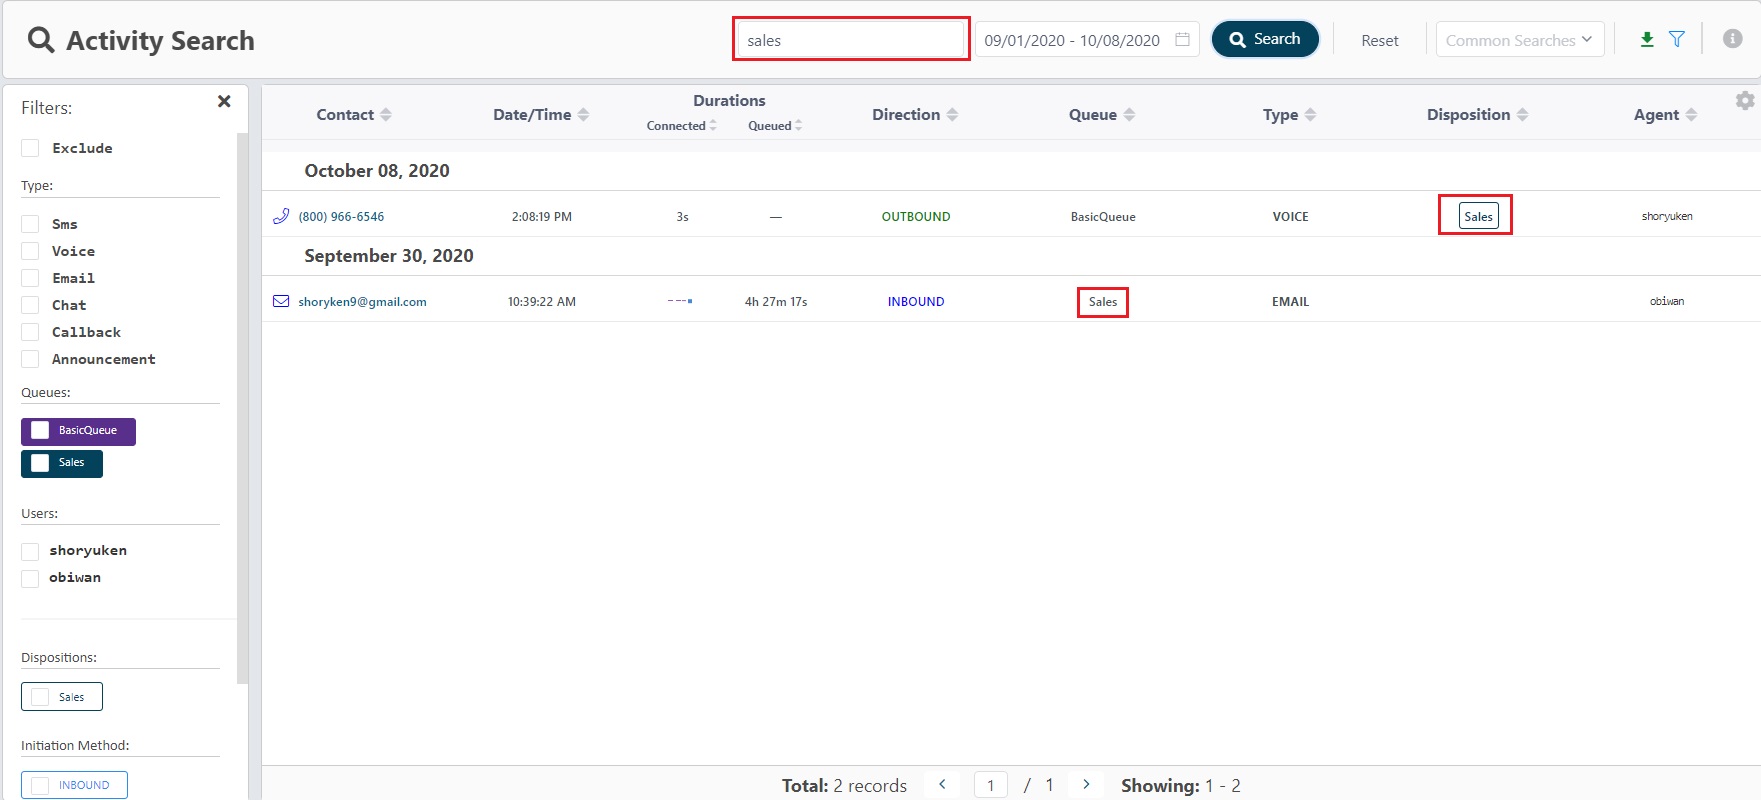 Activity Search
sales
09/01/2020 - 10/08/2020
Search
Reset
Common Searches
Filters:
Exclude
Type:
Sms
Voice
Email
Chat
Callback
Announcement
Queues:
BasicQueue
Sales
Users:
shoryuken
obiwan
Dispositions:
Sales
Initiation Method:
INBOUND
Contact Date/Time Durations Direction Queue Type Disposition Agent
Connected Queued
October 08, 2020
(800) 966-6546 2:08:19 PM 3s — OUTBOUND BasicQueue VOICE Sales shoryuken
September 30, 2020
shoryken9@gmail.com 10:39:22 AM 4h 27m 17s INBOUND Sales EMAIL obiwan
Total: 2 records < 1 / 1 > Showing: 1 - 2